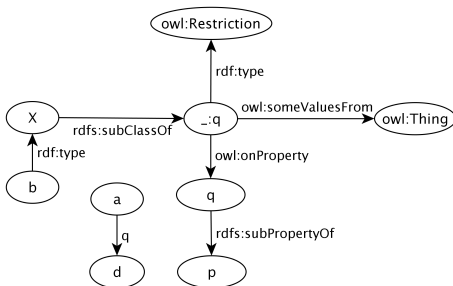 owl:Restriction
rdf:type
X
rdfs:subClassOf
_:q
owl:someValuesFrom
owl:Thing
rdf:type
owl:onProperty
b
a
q
q
rdfs:subPropertyOf
d
p